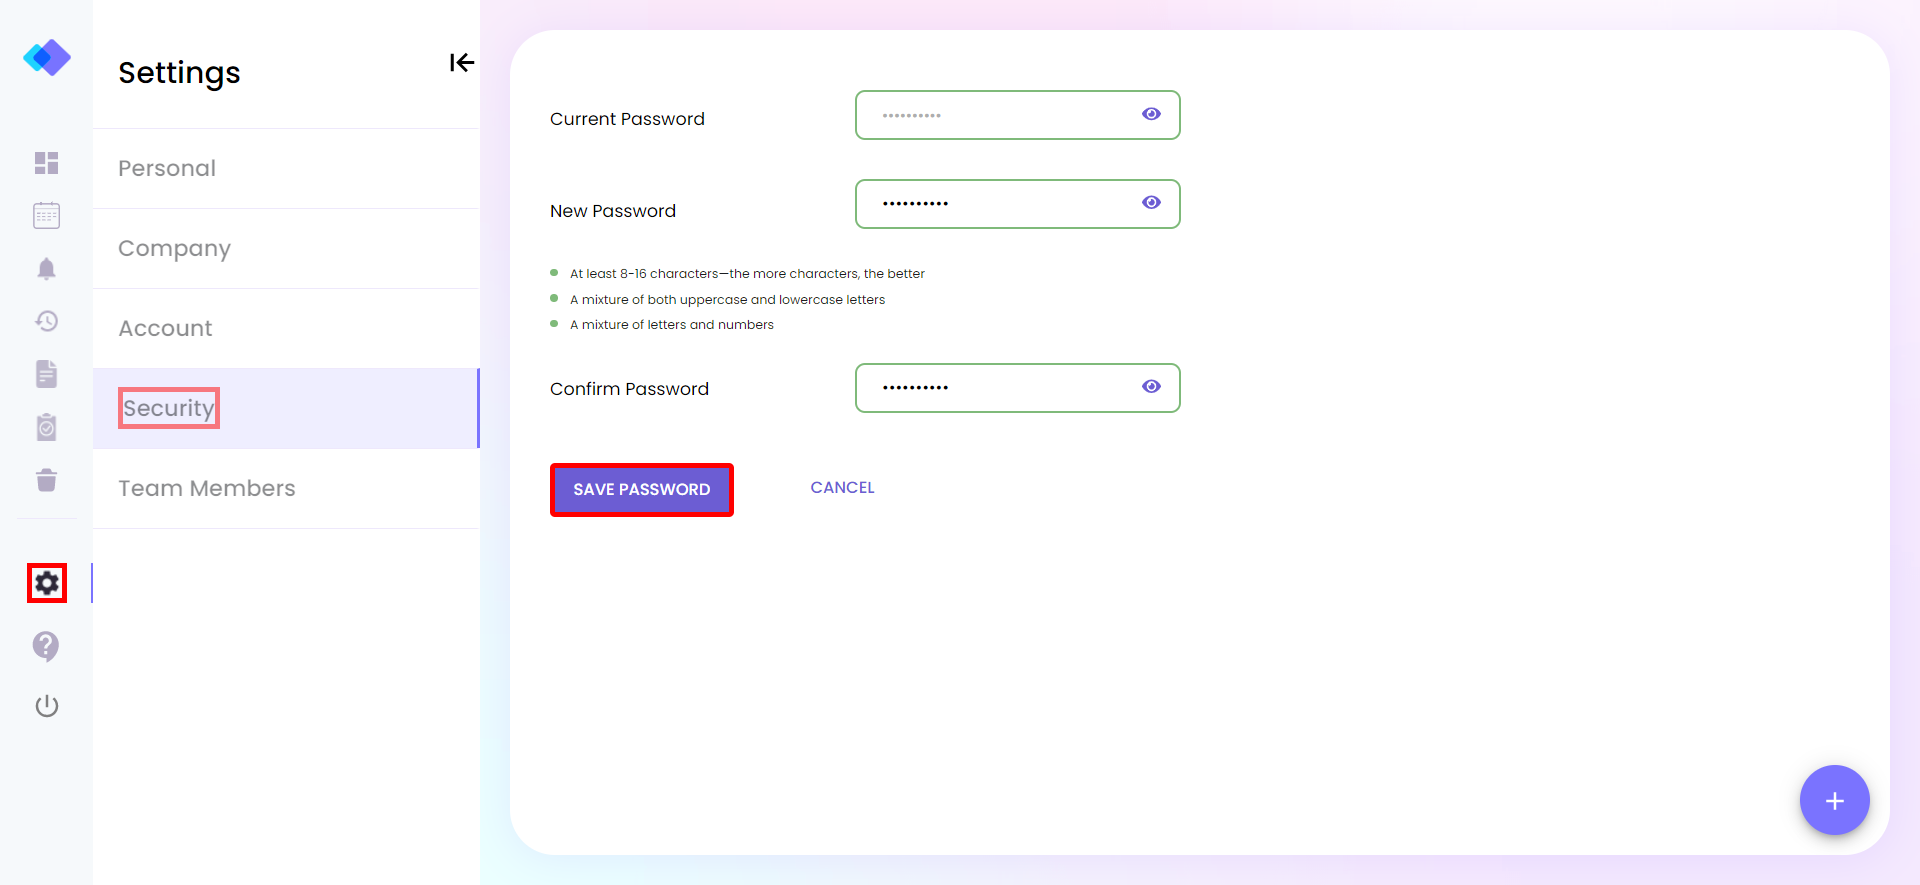 Settings
Personal
Company
Account
Security
Team Members
Current Password
••••••••••
New Password
••••••••••
At least 8-16 characters—the more characters, the better
A mixture of both uppercase and lowercase letters
A mixture of letters and numbers
Confirm Password
••••••••••
SAVE PASSWORD
CANCEL